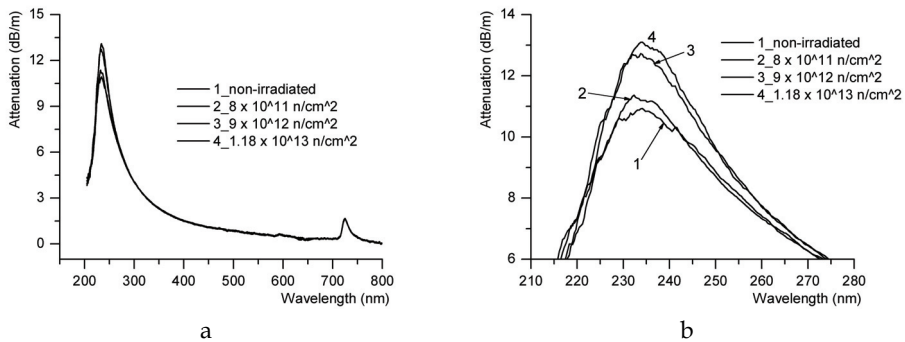 Attenuation (dB/m)
15
12
9
6
3
0
1_non-irradiated
2_8 x 10^11 n/cm^2
3_9 x 10^12 n/cm^2
4_1.18 x 10^13 n/cm^2
200 300 400 500 600 700 800
Wavelength (nm)
a
Attenuation (dB/m)
14
12
10
8
6
4
3
2
1
1_non-irradiated
2_8 x 10^11 n/cm^2
3_9 x 10^12 n/cm^2
4_1.18 x 10^13 n/cm^2
210 220 230 240 250 260 270 280
Wavelength (nm)
b